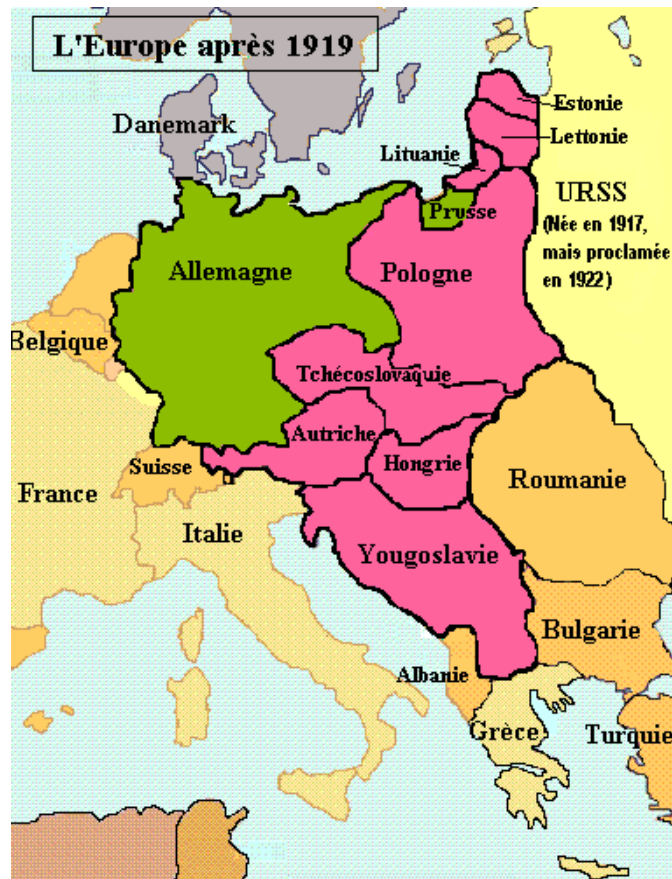 L'Europe après 1919
Estonie
Danemark
Lettonie
Lituanie
URSS
(Née en 1917,
mais proclamée
en 1922)
Prusse
Allemagne
Pologne
Belgique
Tchécoslovaquie
Autriche
Suisse
Hongrie
France
Roumanie
Italie
Yougoslavie
Bulgarie
Albanie
Grèce
Turquie